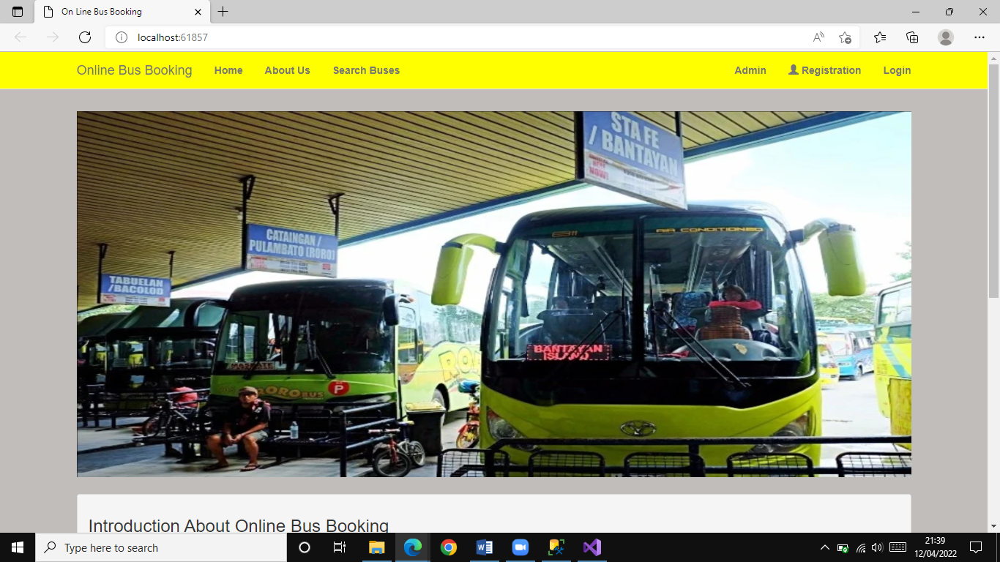 On Line Bus Booking
localhost:61857
Online Bus Booking Home About Us Search Buses Admin Registration Login
STA FE
/ BANTAYAN
CATAINGAN /
PULAMBATO (RORO)
TABUELAN
/BACOLOD
AIR CONDITIONED
BANTAYAN
ISLAND
RORO BUS
P
RO
Introduction About Online Bus Booking
Type here to search
21:39
12/04/2022